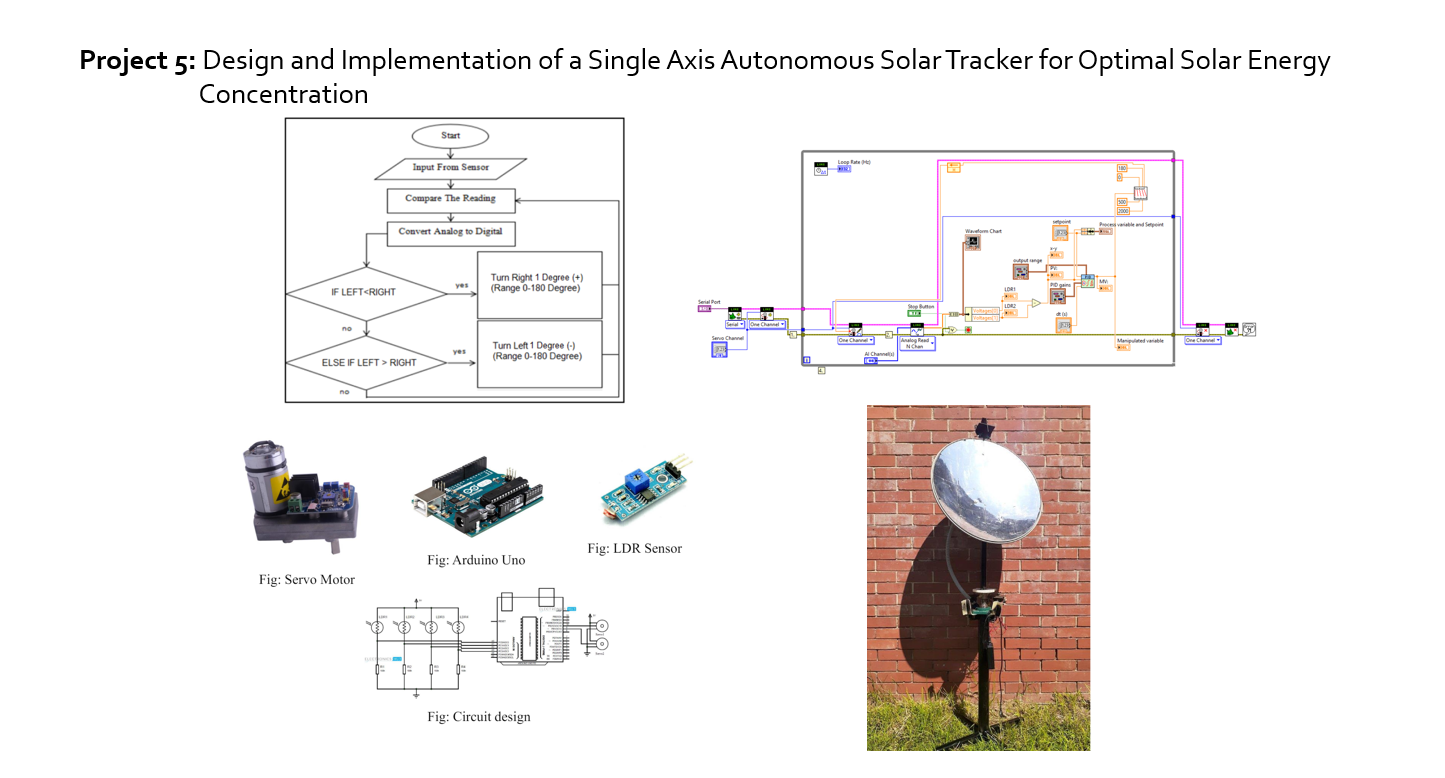 Project 5: Design and Implementation of a Single Axis Autonomous Solar Tracker for Optimal Solar Energy
Concentration
Start
Input From Sensor
Compare The Reading
Convert Analog to Digital
IF LEFT<RIGHT
yes
Turn Right 1 Degree (+)
(Range 0-180 Degree)
no
ELSE IF LEFT > RIGHT
yes
Turn Left 1 Degree (-)
(Range 0-180 Degree)
no
Loop Rate (Hz)
180
0
500
2000
setpoint
Process variable and Setpoint
Waveform Chart
x-y
output range
PV:
PID gains
MV:
LDR1
LDR2
dt (s)
Serial Port
Serial
One Channel
Stop Button
Servo Channel
One Channel
Analog Read
N Chan
AI Channel(s)
Manipulated variable
One Channel
Fig: Servo Motor
Fig: Arduino Uno
Fig: LDR Sensor
LDR1
LDR2
LDR3
LDR4
Fig: Circuit design